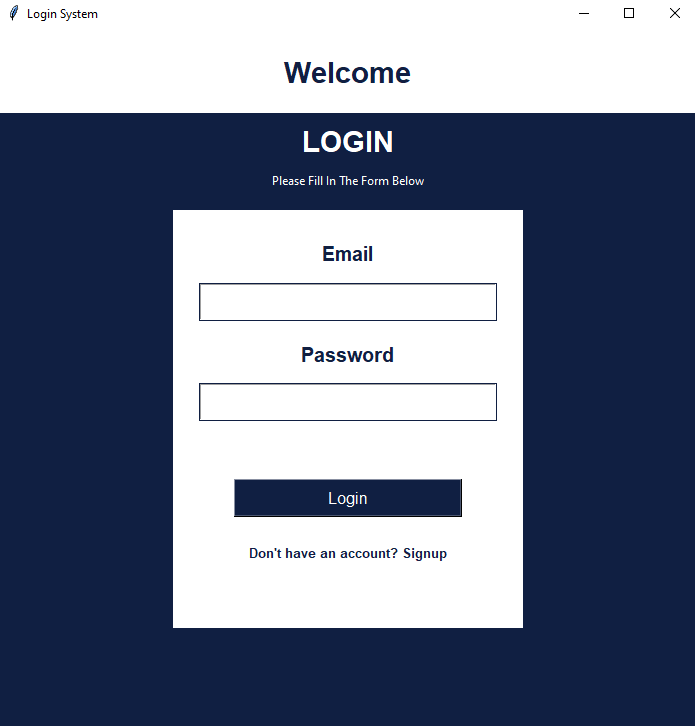 Login System
Welcome
LOGIN
Please Fill In The Form Below
Email
Password
Login
Don't have an account? Signup